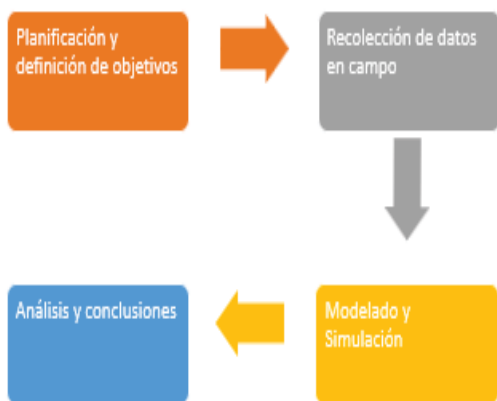 Planificación y
definición de objetivos
Recolección de datos
en campo
Modelado y
Simulación
Análisis y conclusiones